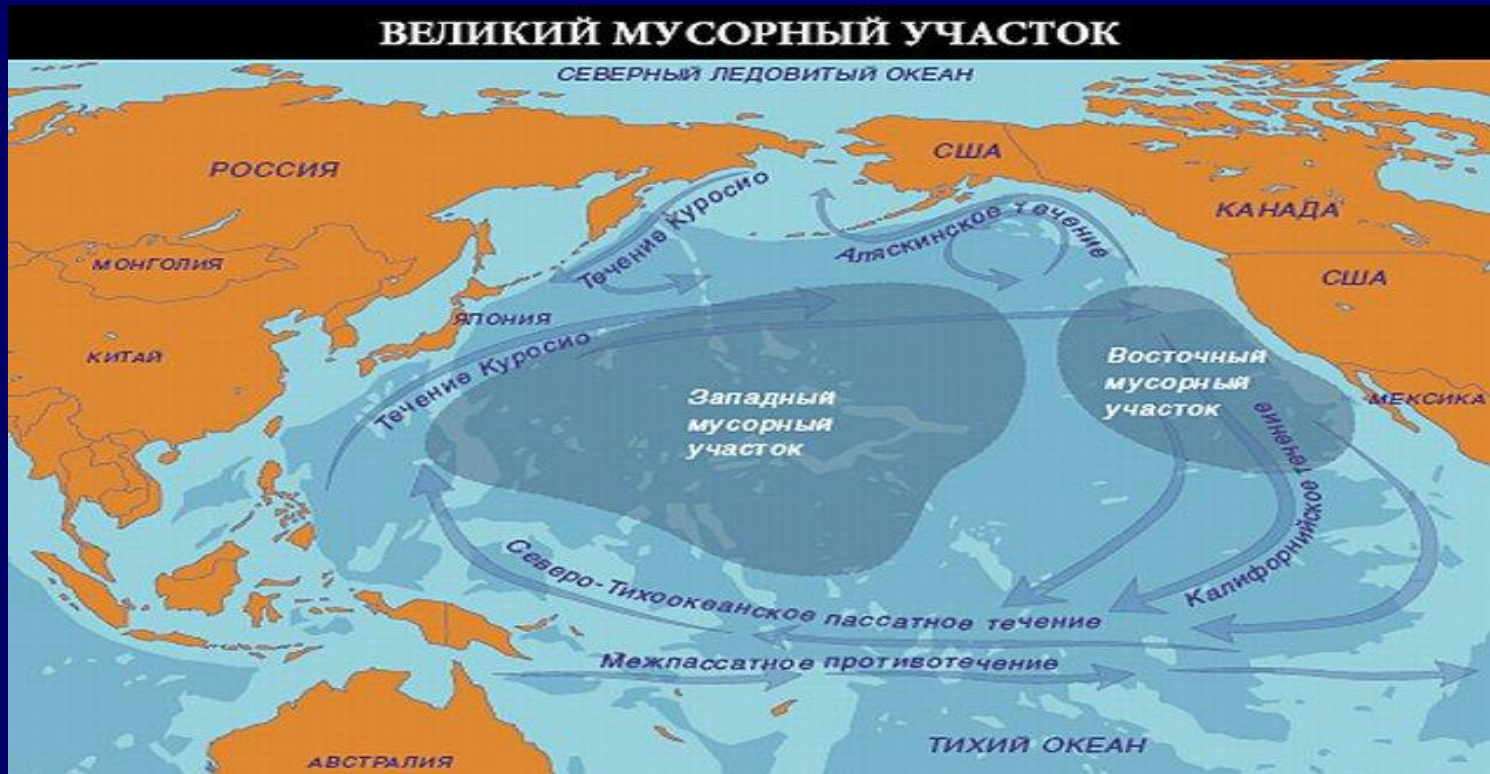 ВЕЛИКИЙ МУСОРНЫЙ УЧАСТОК
СЕВЕРНЫЙ ЛЕДОВИТЫЙ ОКЕАН
РОССИЯ
США
КАНАДА
Течение Куросио
Аляскинское течение
МОНГОЛИЯ
США
ЯПОНИЯ
КИТАЙ
Течение Куросио
Западный
мусорный
участок
Восточный
мусорный
участок
МЕКСИКА
Калифорнийское течение
Северо-Тихоокеанское пассатное течение
Межпассатное противотечение
ТИХИЙ ОКЕАН
АВСТРАЛИЯ